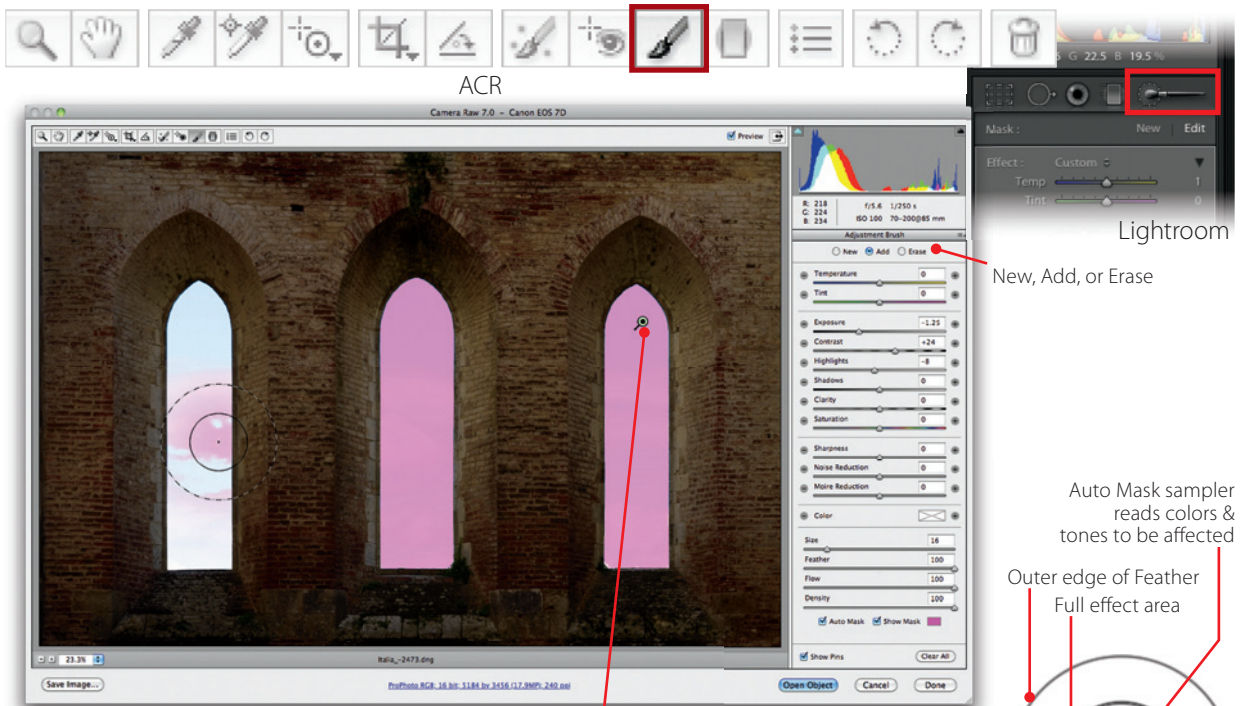 G 22.5 B 19.5 %
ACR
Camera Raw 7.0 – Canon EOS 7D
Preview
Mask :
New
Edit
Effect :
Custom
Temp
1
Tint
0
Lightroom
R: 218
G: 224
B: 234
f/5.6 1/250 s
ISO 100 70–200@85 mm
Adjustment Brush
New
Add
Erase
New, Add, or Erase
Temperature
0
Tint
0
Exposure
-1.25
Contrast
+24
Highlights
-8
Shadows
0
Clarity
0
Saturation
0
Sharpness
0
Noise Reduction
0
Moire Reduction
0
Color
Size
16
Feather
100
Flow
100
Density
100
Auto Mask
Show Mask
Auto Mask sampler
reads colors &
tones to be affected
Outer edge of Feather
Full effect area
23.3%
Italia_-2473.dng
Show Pins
Clear All
Save Image...
ProPhoto RGB; 16 bit; 5184 by 3456 (17.9MP); 240 ppi
Open Object
Cancel
Done